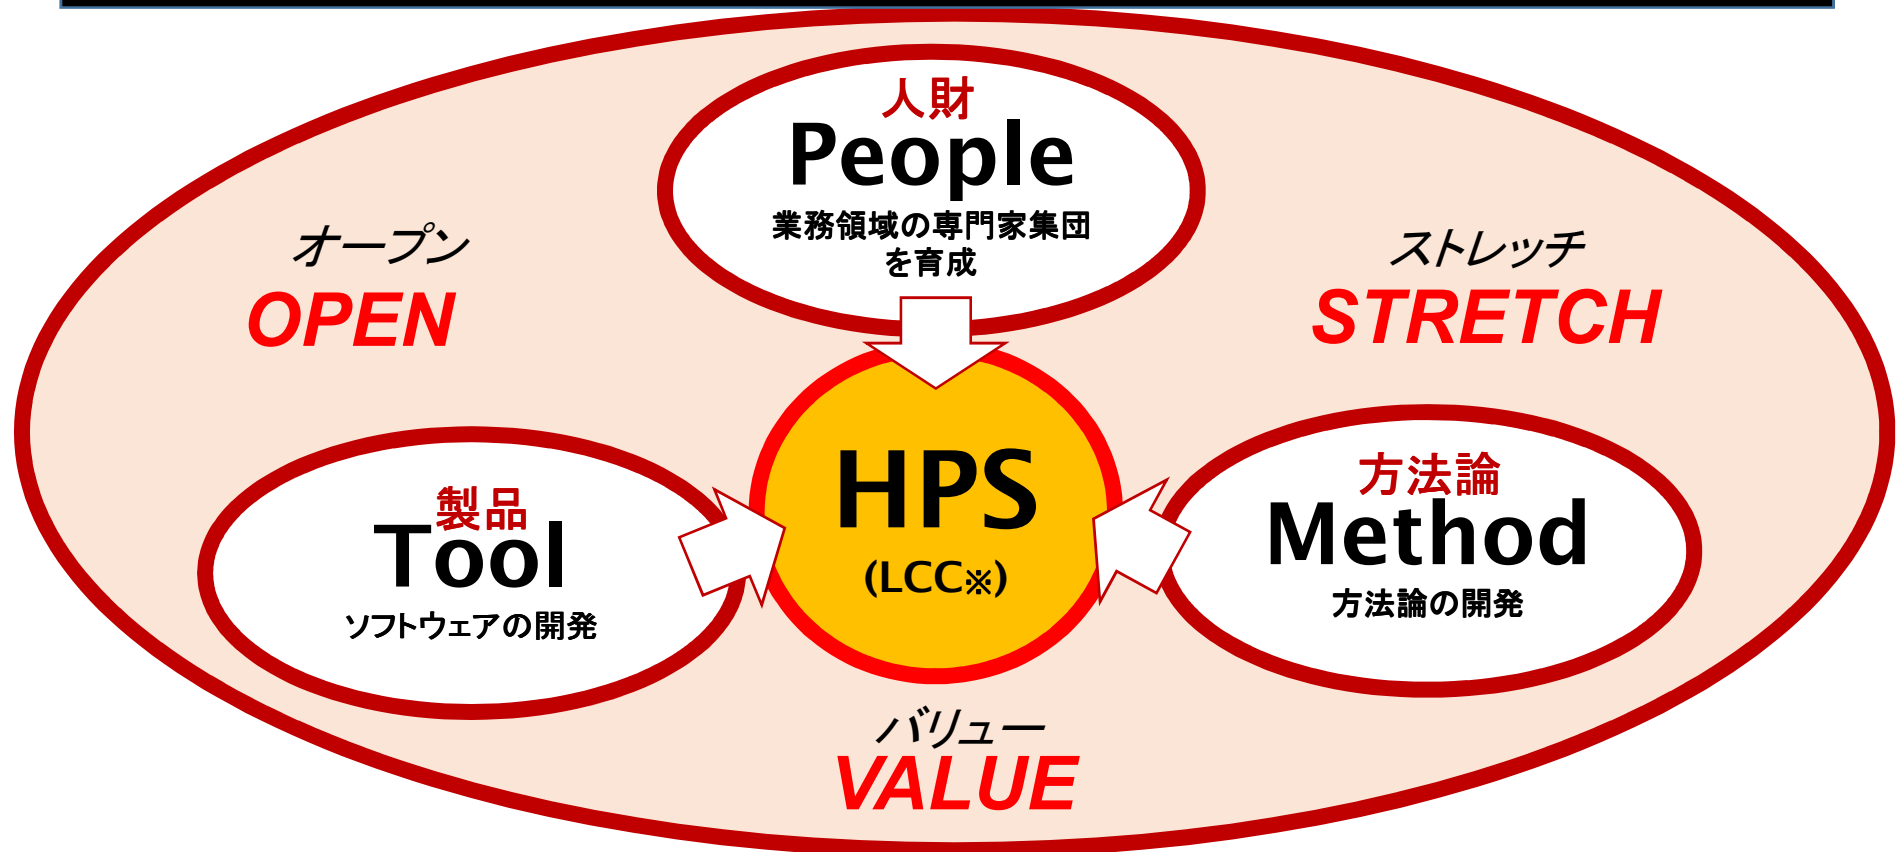 人財
People
業務領域の専門家集団
を育成
オープン
OPEN
ストレッチ
STRETCH
HPS
(LCC※)
製品
Tool
ソフトウェアの開発
方法論
Method
方法論の開発
バリュー
VALUE